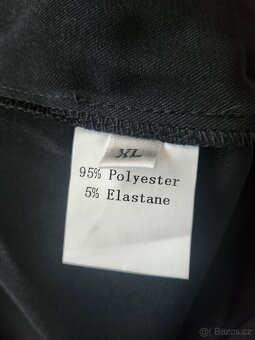 XL
95% Polyester
5% Elastane
Bazos.cz